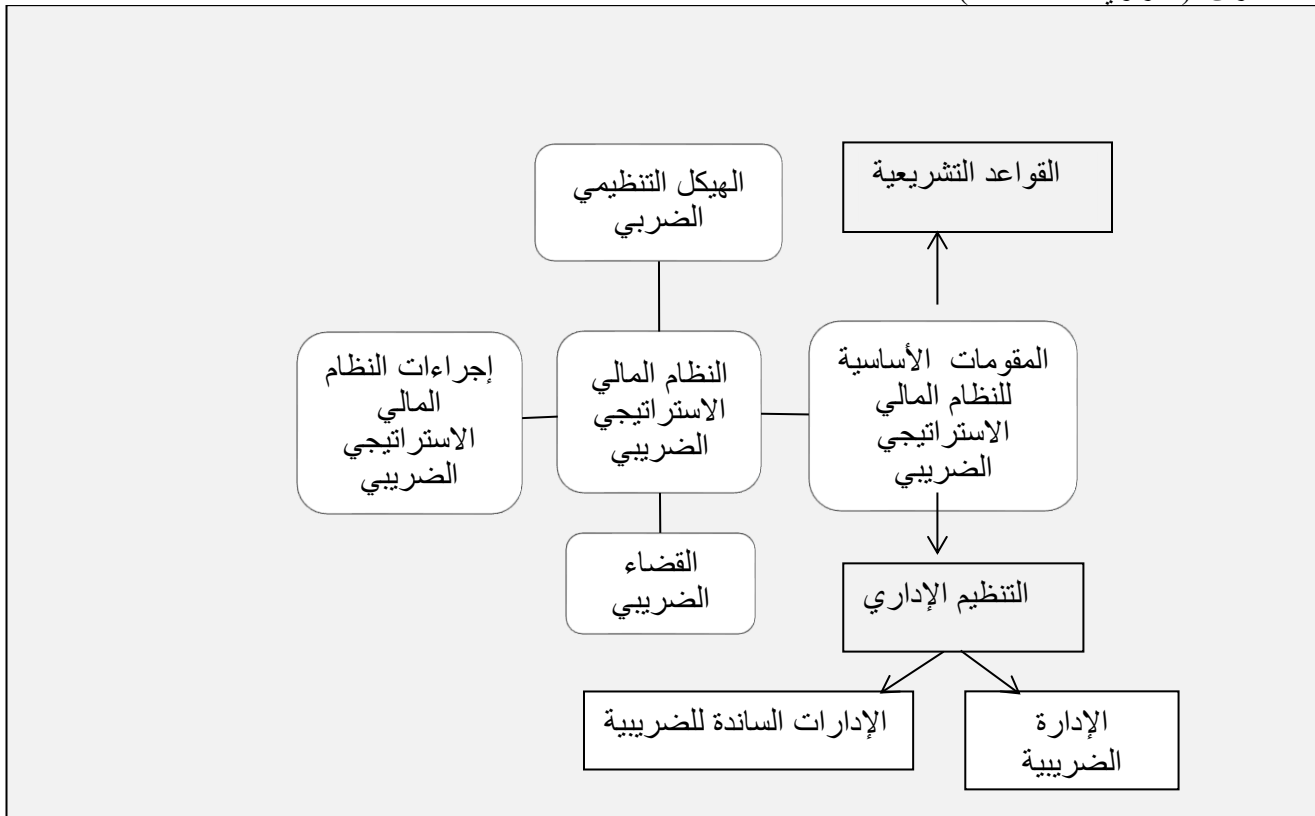 الهيكل التنظيمي
الضربي
القواعد التشريعية
المقومات الأساسية
للنظام المالي
الاستراتيجي
الضريبي
النظام المالي
الاستراتيجي
الضريبي
إجراءات النظام
المالي
الاستراتيجي
الضريبي
القضاء
الضريبي
التنظيم الإداري
الإدارة
الضريبية
الإدارات الساندة للضريبية